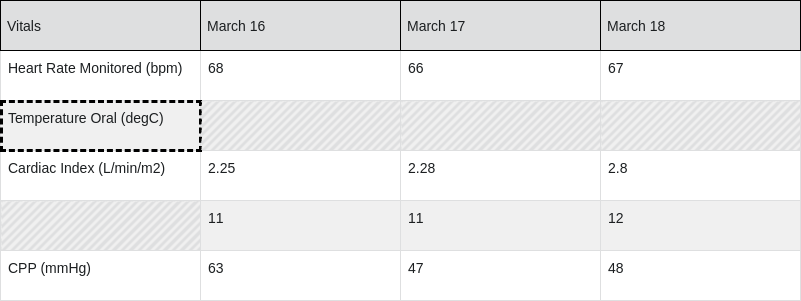 Vitals March 16 March 17 March 18
Heart Rate Monitored (bpm) 68 66 67
Temperature Oral (degC)
Cardiac Index (L/min/m2) 2.25 2.28 2.8
11 11 12
CPP (mmHg) 63 47 48